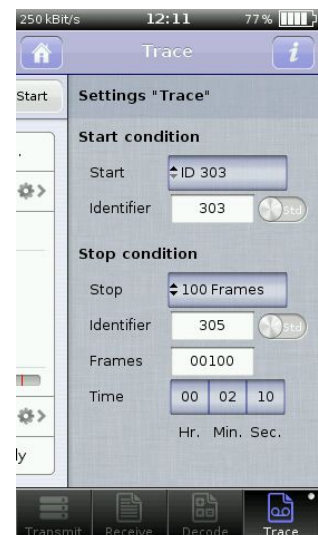 250 kBit/s 12:11 77%
Trace i
Start Settings "Trace"
Start condition
Start ID 303
Identifier 303 Std
Stop condition
Stop 100 Frames
Identifier 305 Std
Frames 00100
Time 00 02 10
Hr. Min. Sec.
ly
Transmit Receive Decode Trace